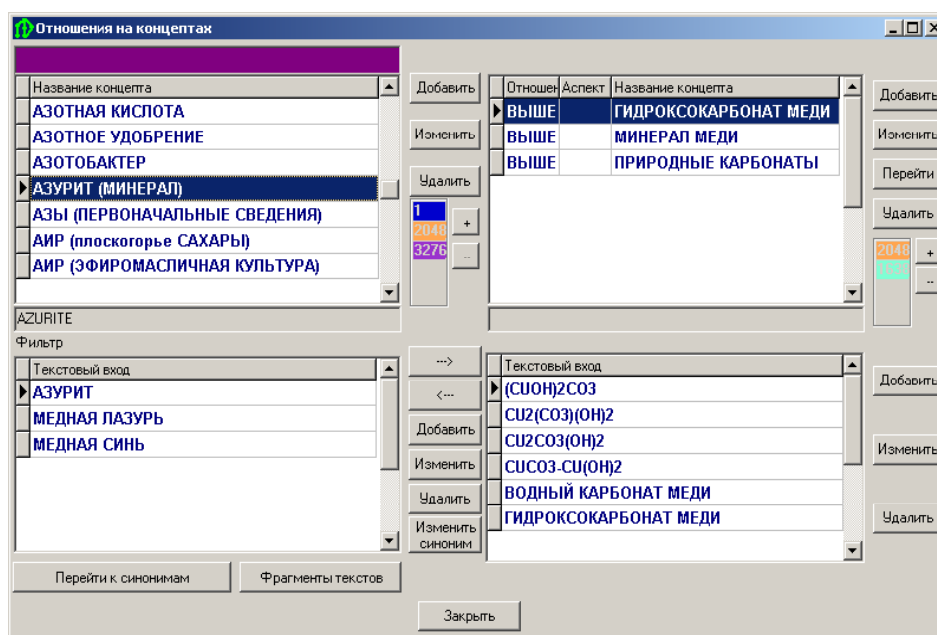 Отношения на концептах
Название концепта
АЗОТНАЯ КИСЛОТА
АЗОТНОЕ УДОБРЕНИЕ
АЗОТОБАКТЕР
АЗУРИТ (МИНЕРАЛ)
АЗЫ (ПЕРВОНАЧАЛЬНЫЕ СВЕДЕНИЯ)
АИР (плоскогорье САХАРЫ)
АИР (ЭФИРОМАСЛИЧНАЯ КУЛЬТУРА)
AZURITE
Добавить
Изменить
Удалить
1
2048
3276
+
--
Отношен Аспект Название концепта
ВЫШЕ ГИДРОКСОКАРБОНАТ МЕДИ
ВЫШЕ МИНЕРАЛ МЕДИ
ВЫШЕ ПРИРОДНЫЕ КАРБОНАТЫ
Добавить
Изменить
Перейти
Удалить
2048
+
--
Фильтр
Текстовый вход
АЗУРИТ
МЕДНАЯ ЛАЗУРЬ
МЕДНАЯ СИНЬ
--->
<---
Добавить
Изменить
Удалить
Изменить
синоним
Текстовый вход
(CUOH)2CO3
CU2(CO3)(OH)2
CU2CO3(OH)2
CUCO3-CU(OH)2
ВОДНЫЙ КАРБОНАТ МЕДИ
ГИДРОКСОКАРБОНАТ МЕДИ
Добавить
Изменить
Удалить
Перейти к синонимам
Фрагменты текстов
Закрыть